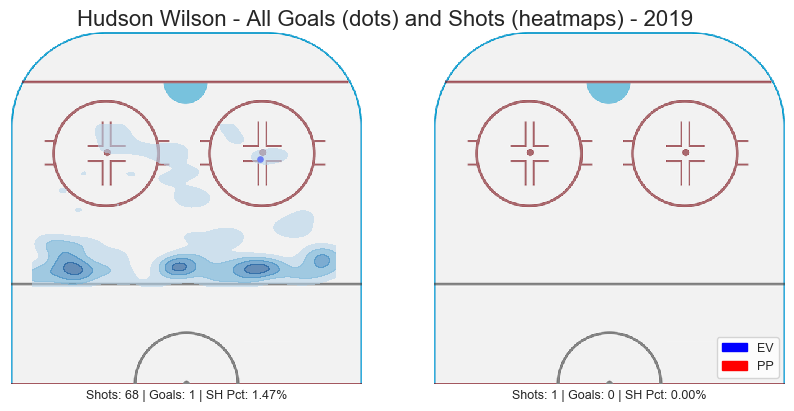 Hudson Wilson - All Goals (dots) and Shots (heatmaps) - 2019
EV
PP
Shots: 68 | Goals: 1 | SH Pct: 1.47%
Shots: 1 | Goals: 0 | SH Pct: 0.00%